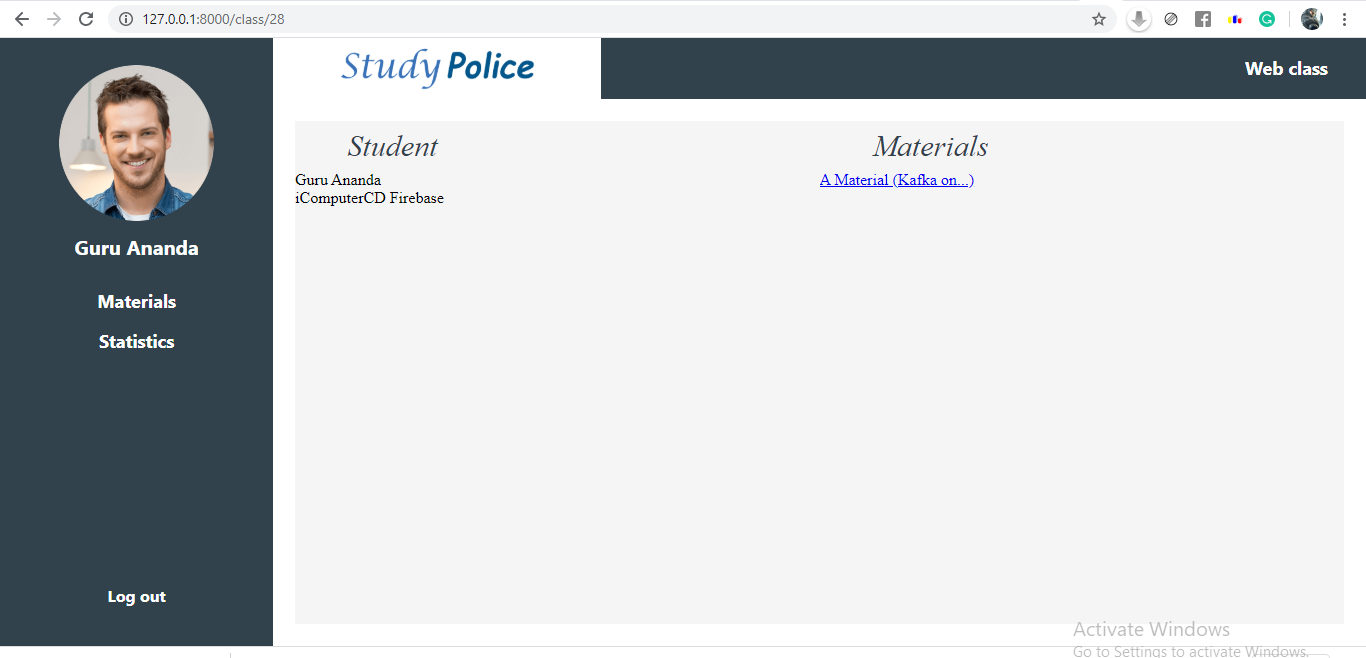 127.0.0.1:8000/class/28
Study Police
Web class
Guru Ananda
Materials
Statistics
Log out
Student
Guru Ananda
iComputerCD Firebase
Materials
A Material (Kafka on...)
Activate Windows
Go to Settings to activate Windows.